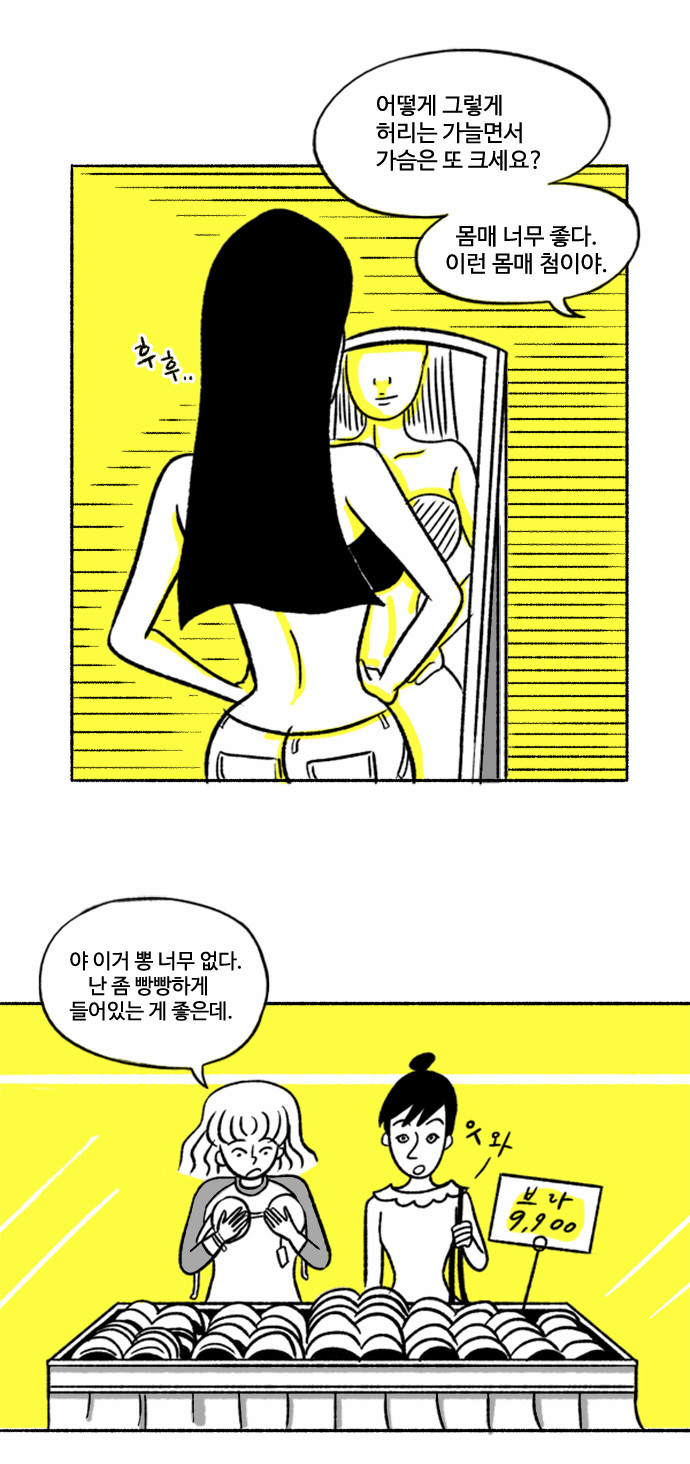 어떻게 그렇게
허리는 가늘면서
가슴은 또 크세요?
몸매 너무 좋다.
이런 몸매 첨이야.
후후..
야 이거 뽕 너무 없다.
난 좀 빵빵하게
들어있는 게 좋은데.
오와
브라
9,900